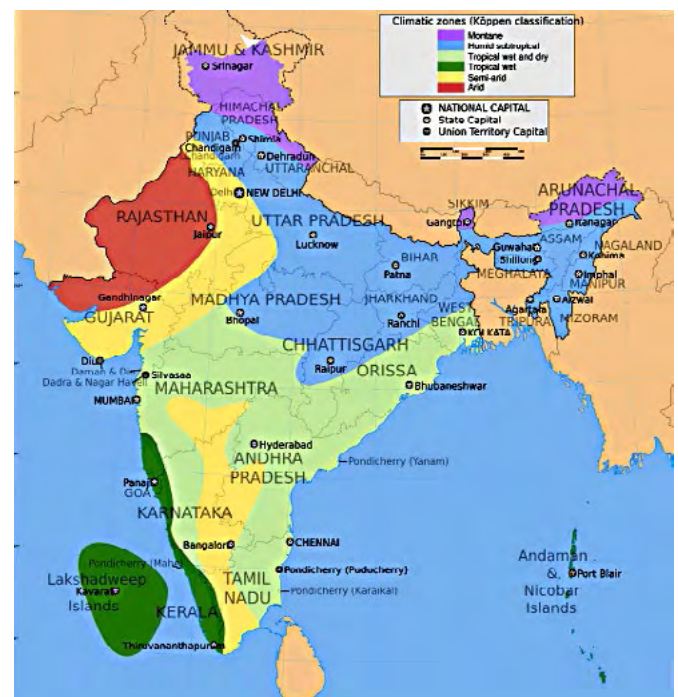 Climatic zones (Köppen classification)
Montane
Humid subtropical
Tropical wet and dry
Tropical wet
Semi-arid
Arid
NATIONAL CAPITAL
State Capital
Union Territory Capital
JAMMU & KASHMIR
Srinagar
HIMACHAL
PRADESH
PUNJAB
Shimla
Chandigarh
Chandigarh
Dehradun
UTTARANCHAL
HARYANA
Delhi
NEW DELHI
ARUNACHAL
PRADESH
SIKKIM
Gangtok
Itanagar
RAJASTHAN
Jaipur
UTTAR PRADESH
Lucknow
ASSAM
Guwahati
NAGALAND
Kohima
Shillong
MEGHALAYA
BIHAR
Patna
Imphal
MANIPUR
Gandhinagar
GUJARAT
MADHYA PRADESH
Bhopal
JHARKHAND
Ranchi
WEST
BENGAL
KOLKATA
Agartala
TRIPURA
Aizwal
MIZORAM
CHHATTISGARH
Raipur
ORISSA
Bhubaneshwar
Diu
Daman & Diu
Dadra & Nagar Haveli
Silvasaa
MAHARASHTRA
MUMBAI
Hyderabad
ANDHRA
PRADESH
Pondicherry (Yanam)
Panaji
GOA
KARNATAKA
Bangalore
CHENNAI
Pondicherry (Mahe)
Pondicherry (Puducherry)
Lakshadweep
Kavarati
Islands
TAMIL
NADU
Pondicherry (Karaikal)
KERALA
Thiruvananthapuram
Andaman
&
Nicobar
Islands
Port Blair